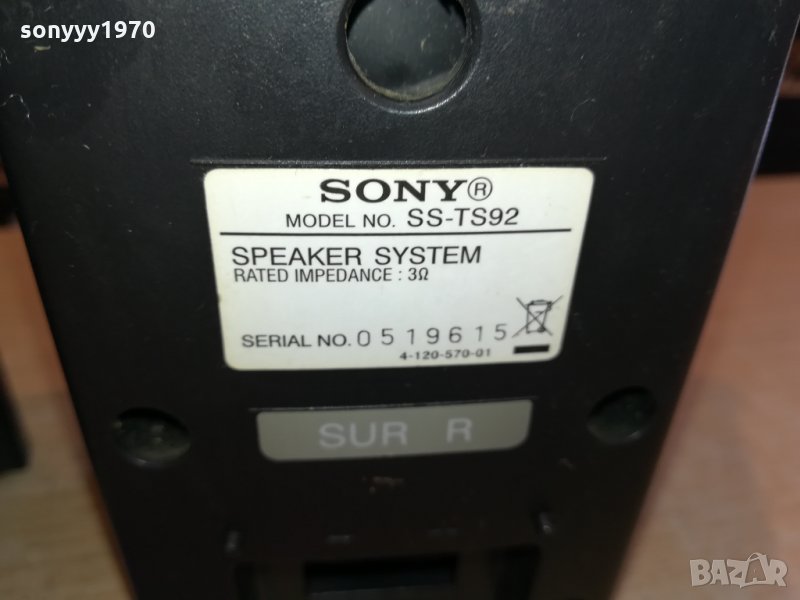 sonyyy1970
SONY®
MODEL NO. SS-TS92
SPEAKER SYSTEM
RATED IMPEDANCE : 3Ω
SERIAL NO. 0519615
4-120-570-01
SUR R
BAZAR